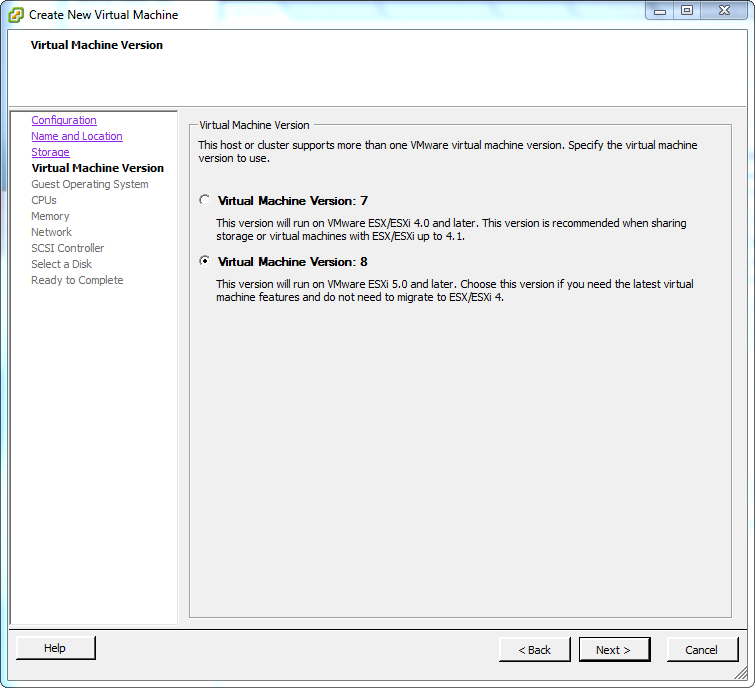 Create New Virtual Machine
Virtual Machine Version
Configuration
Name and Location
Storage
Virtual Machine Version
Guest Operating System
CPUs
Memory
Network
SCSI Controller
Select a Disk
Ready to Complete
Virtual Machine Version
This host or cluster supports more than one VMware virtual machine version. Specify the virtual machine
version to use.
Virtual Machine Version: 7
This version will run on VMware ESX/ESXi 4.0 and later. This version is recommended when sharing
storage or virtual machines with ESX/ESXi up to 4.1.
Virtual Machine Version: 8
This version will run on VMware ESXi 5.0 and later. Choose this version if you need the latest virtual
machine features and do not need to migrate to ESX/ESXi 4.
Help
< Back
Next >
Cancel